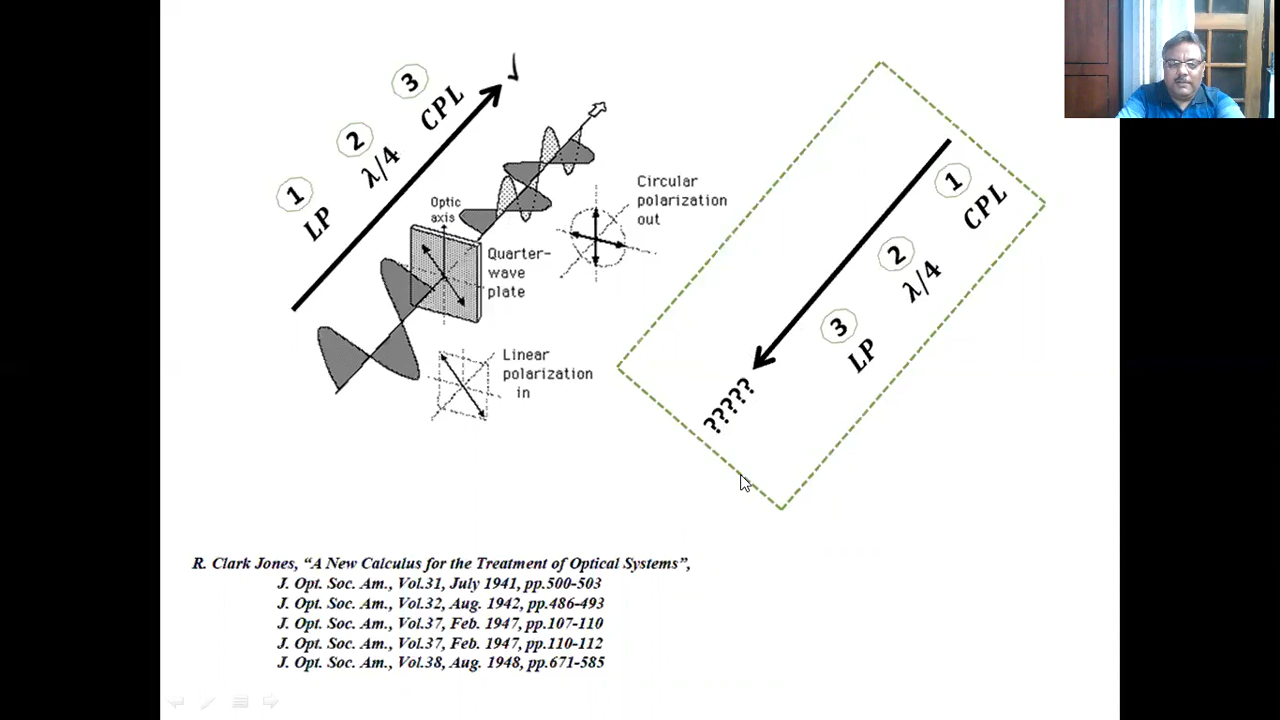 1 2 3
LP λ/4 CPL
✓
Optic
axis
Quarter-
wave
plate
Circular
polarization
out
Linear
polarization
in
1
CPL
2
λ/4
3
LP
?????
R. Clark Jones, “A New Calculus for the Treatment of Optical Systems”,
J. Opt. Soc. Am., Vol.31, July 1941, pp.500-503
J. Opt. Soc. Am., Vol.32, Aug. 1942, pp.486-493
J. Opt. Soc. Am., Vol.37, Feb. 1947, pp.107-110
J. Opt. Soc. Am., Vol.37, Feb. 1947, pp.110-112
J. Opt. Soc. Am., Vol.38, Aug. 1948, pp.671-585